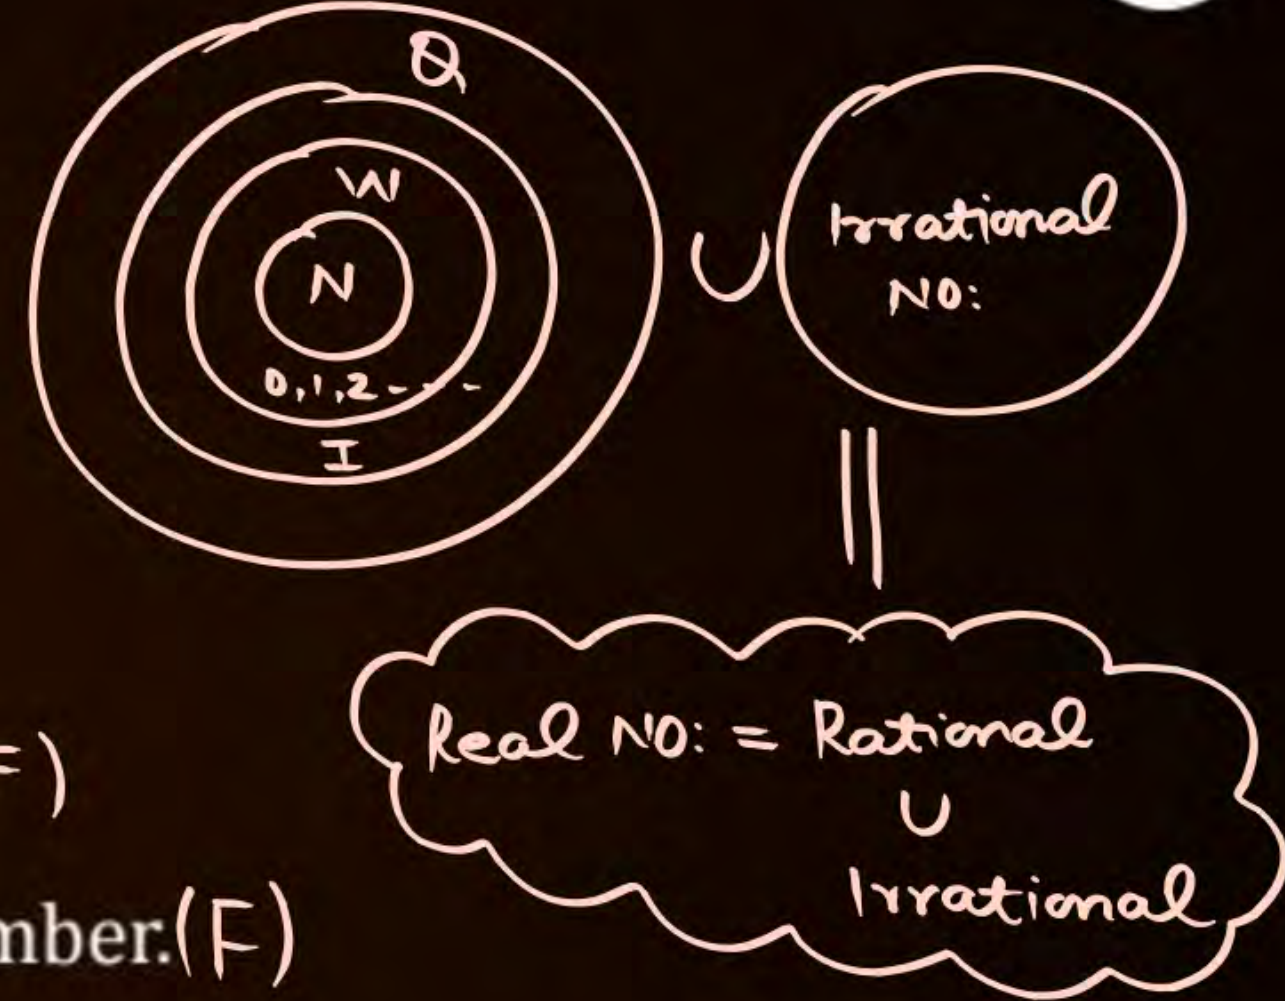 Q
W
N
0,1,2- - - -
I
∪
Irrational
NO:
||
Real NO: = Rational
∪
Irrational
)
mber.(F)